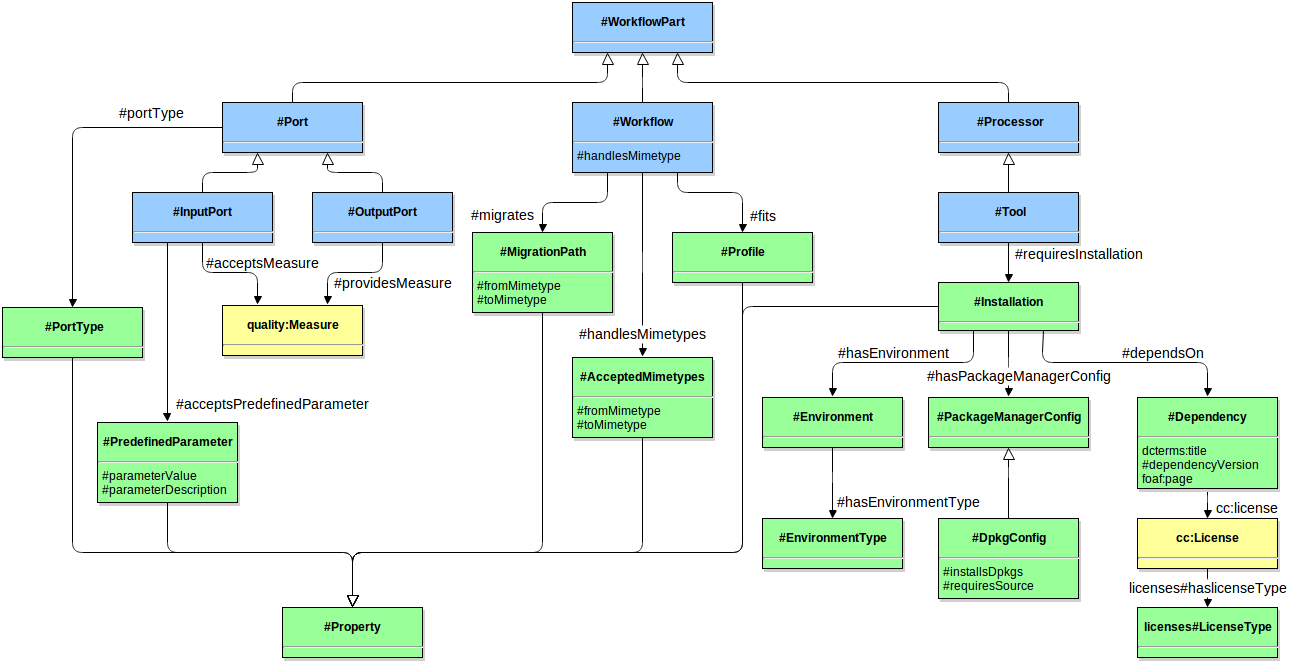 #WorkflowPart
#portType
#Port
#Workflow
#handlesMimetype
#Processor
#InputPort
#OutputPort
#Tool
#migrates
#fits
#acceptsMeasure
#providesMeasure
#requiresInstallation
#MigrationPath
#fromMimetype
#toMimetype
#Profile
#Installation
#PortType
quality:Measure
#handlesMimetypes
#hasEnvironment
#hasPackageManagerConfig
#dependsOn
#acceptsPredefinedParameter
#AcceptedMimetypes
#fromMimetype
#toMimetype
#Environment
#PackageManagerConfig
#Dependency
dcterms:title
#dependencyVersion
foaf:page
#PredefinedParameter
#parameterValue
#parameterDescription
#hasEnvironmentType
cc:license
#EnvironmentType
#DpkgConfig
#installsDpkgs
#requiresSource
cc:License
licenses#haslicenseType
#Property
licenses#LicenseType